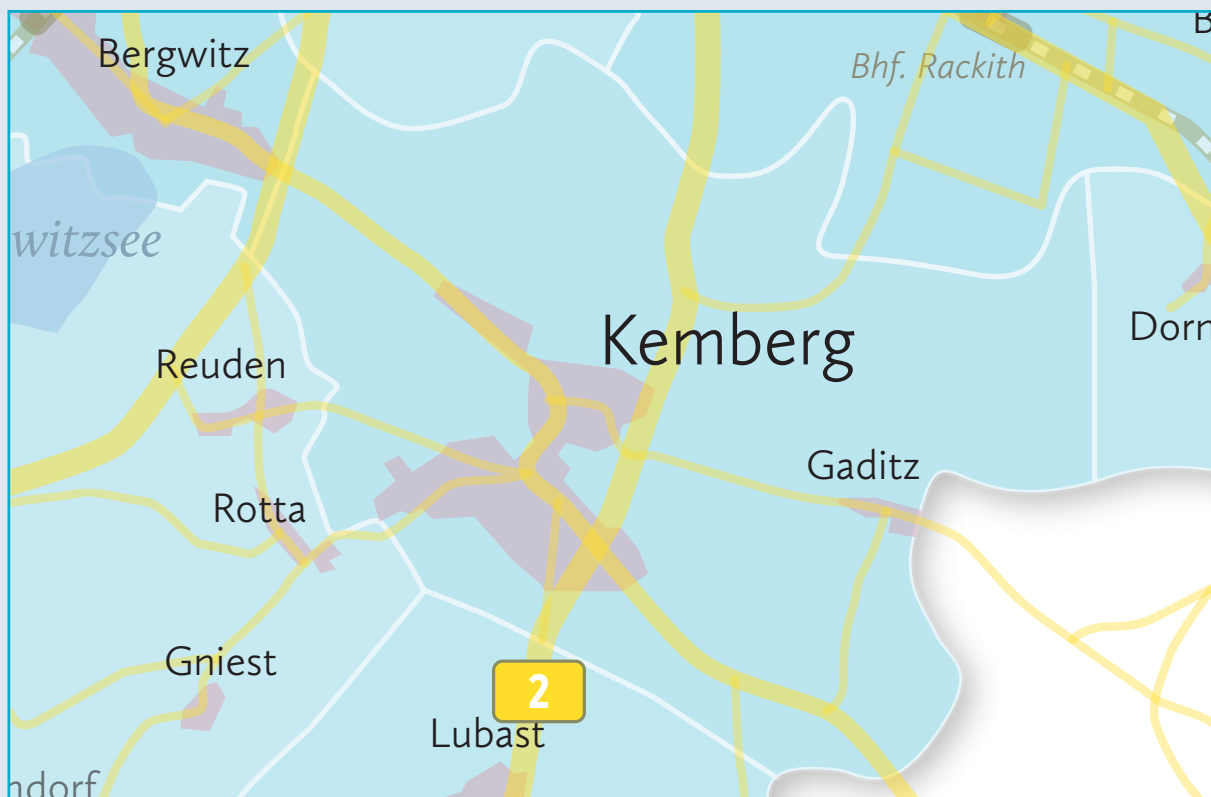 Bergwitz
Bhf. Rackith
witzsee
Kemberg
Dorn
Reuden
Gaditz
Rotta
Gniest
2
Lubast
ndorf